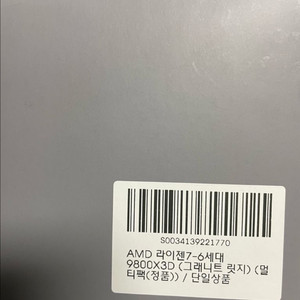 S0034139221770
AMD 라이젠7-6세대
9800X3D (그래니트 릿지) (멀
티팩(정품)) / 단일상품